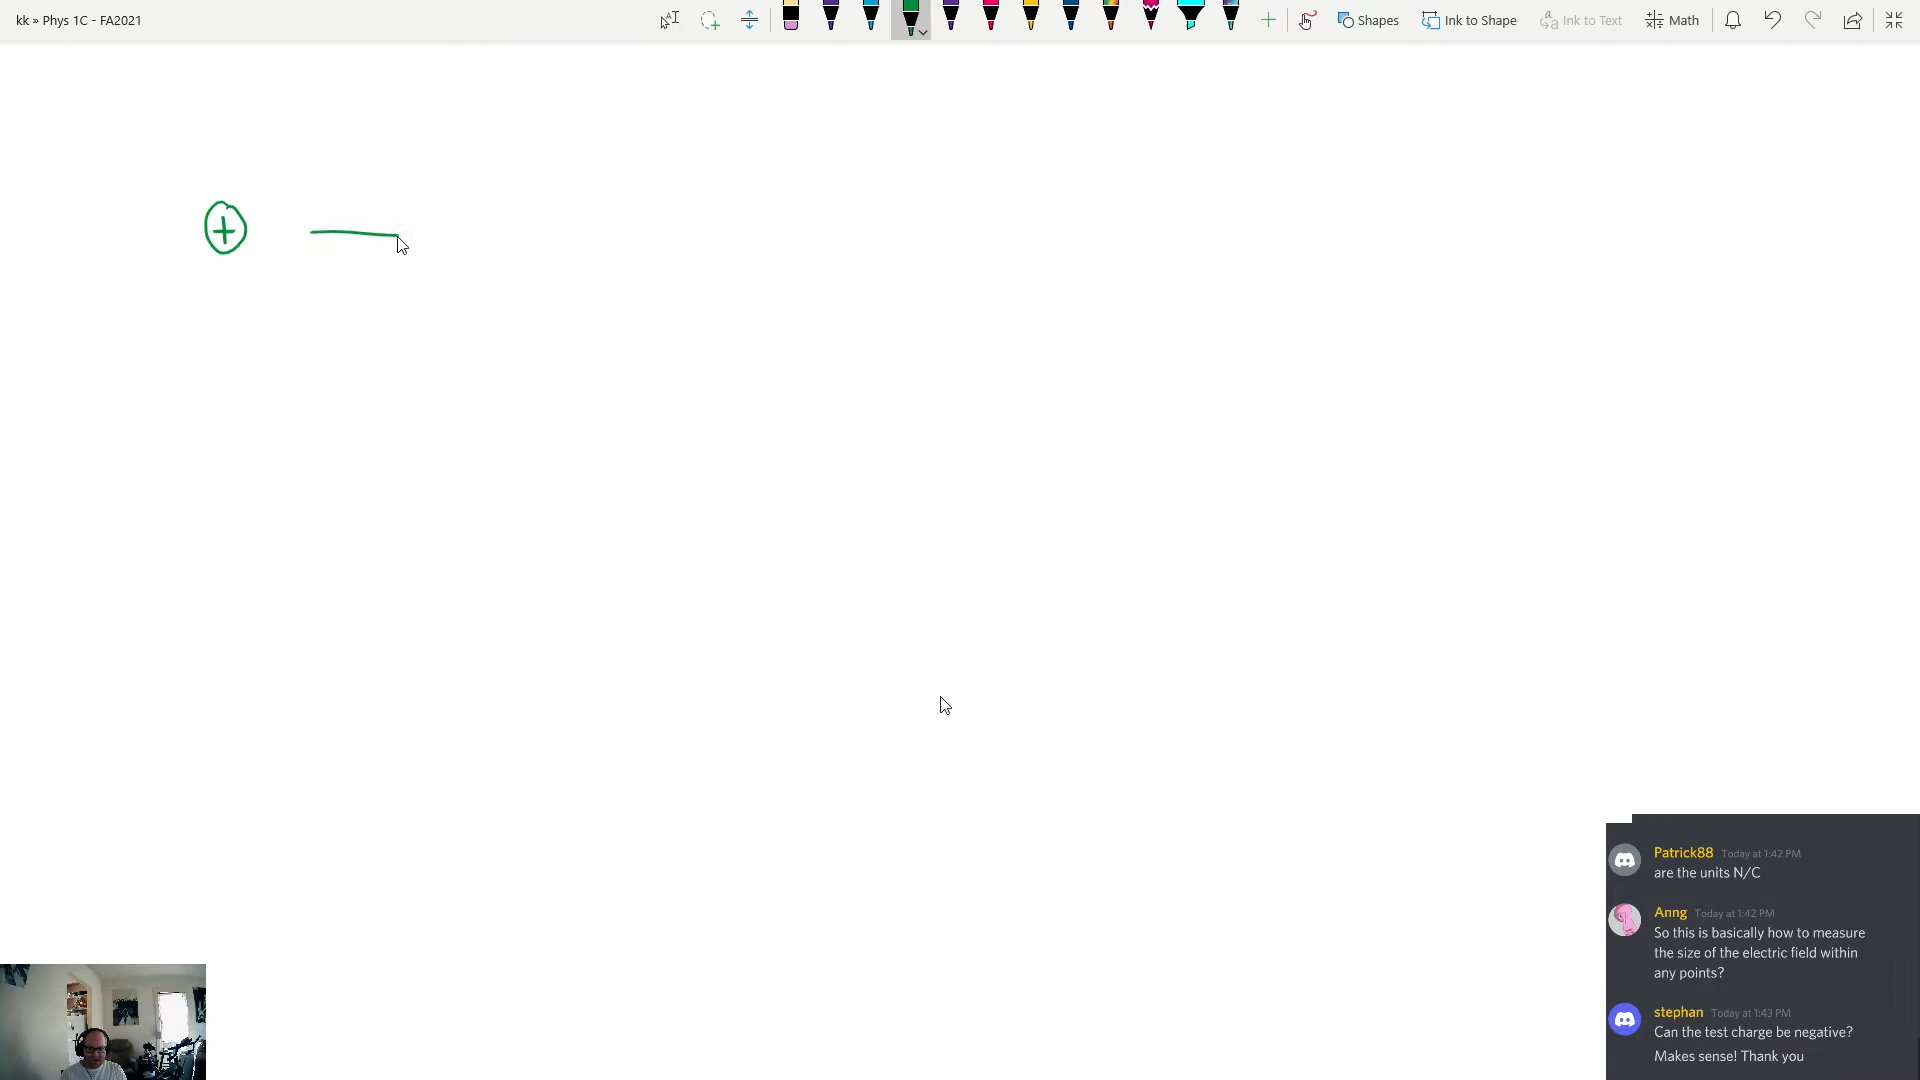 kk » Phys 1C - FA2021
Shapes
Ink to Shape
Ink to Text
Math
+
Patrick88 Today at 1:42 PM
are the units N/C
Anng Today at 1:42 PM
So this is basically how to measure
the size of the electric field within
any points?
stephan Today at 1:43 PM
Can the test charge be negative?
Makes sense! Thank you